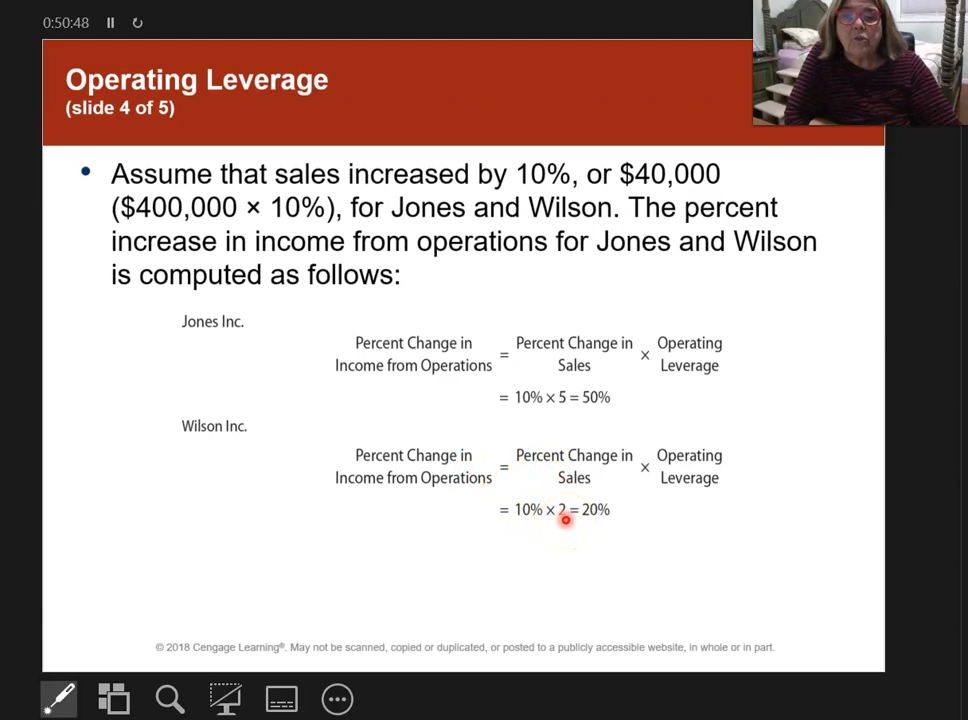 0:50:48
Operating Leverage
(slide 4 of 5)
• Assume that sales increased by 10%, or $40,000
($400,000 × 10%), for Jones and Wilson. The percent
increase in income from operations for Jones and Wilson
is computed as follows:
Jones Inc.
Percent Change in Income from Operations = Percent Change in Sales × Operating Leverage
= 10% × 5 = 50%
Wilson Inc.
Percent Change in Income from Operations = Percent Change in Sales × Operating Leverage
= 10% × 2 = 20%
© 2018 Cengage Learning®. May not be scanned, copied or duplicated, or posted to a publicly accessible website, in whole or in part.